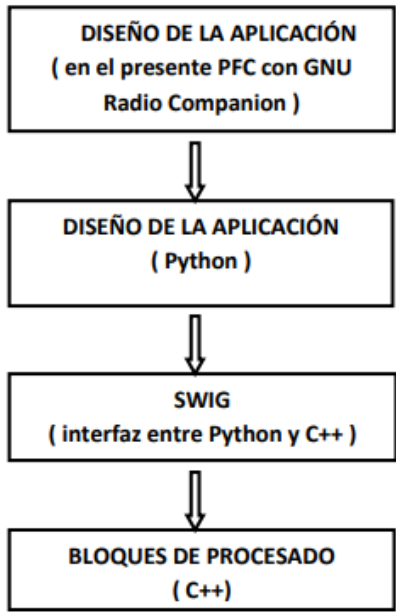 DISEÑO DE LA APLICACIÓN
( en el presente PFC con GNU
Radio Companion )
DISEÑO DE LA APLICACIÓN
( Python )
SWIG
( interfaz entre Python y C++ )
BLOQUES DE PROCESADO
( C++)